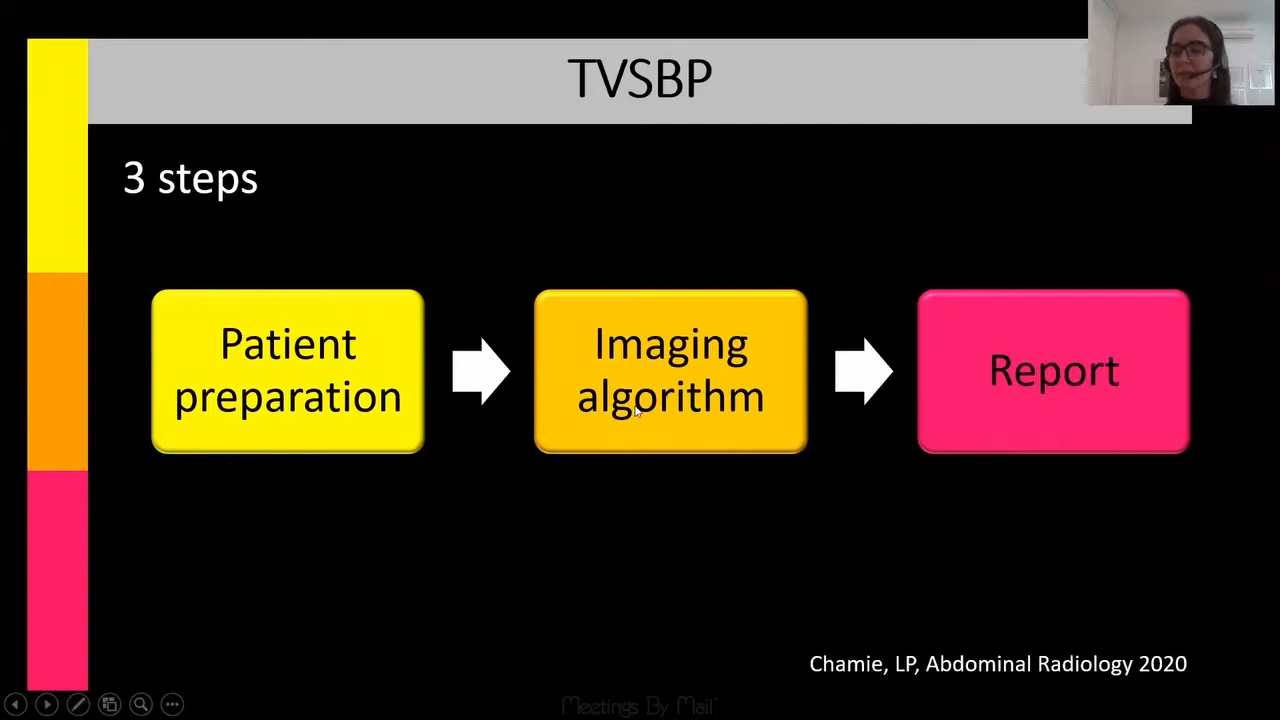 TVSBP
3 steps
Patient
preparation
Imaging
algorithm
Report
Chamie, LP, Abdominal Radiology 2020
Meetings By Mail